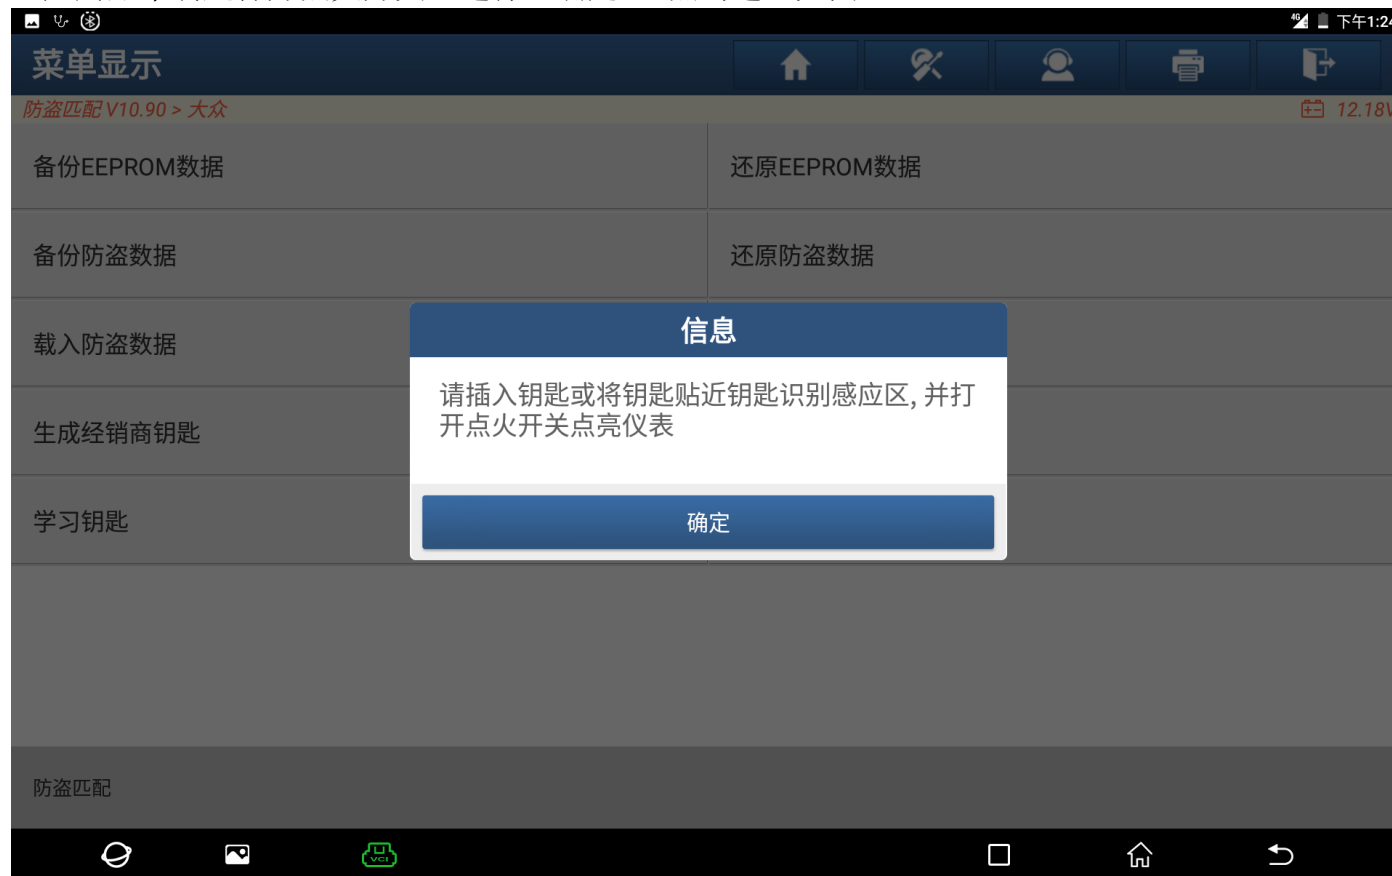 4G 下午1:24
菜单显示
防盗匹配 V10.90 > 大众 12.18V
备份EEPROM数据 还原EEPROM数据
备份防盗数据 还原防盗数据
载入防盗数据
生成经销商钥匙
学习钥匙
信息
请插入钥匙或将钥匙贴近钥匙识别感应区, 并打
开点火开关点亮仪表
确定
防盗匹配
VCI